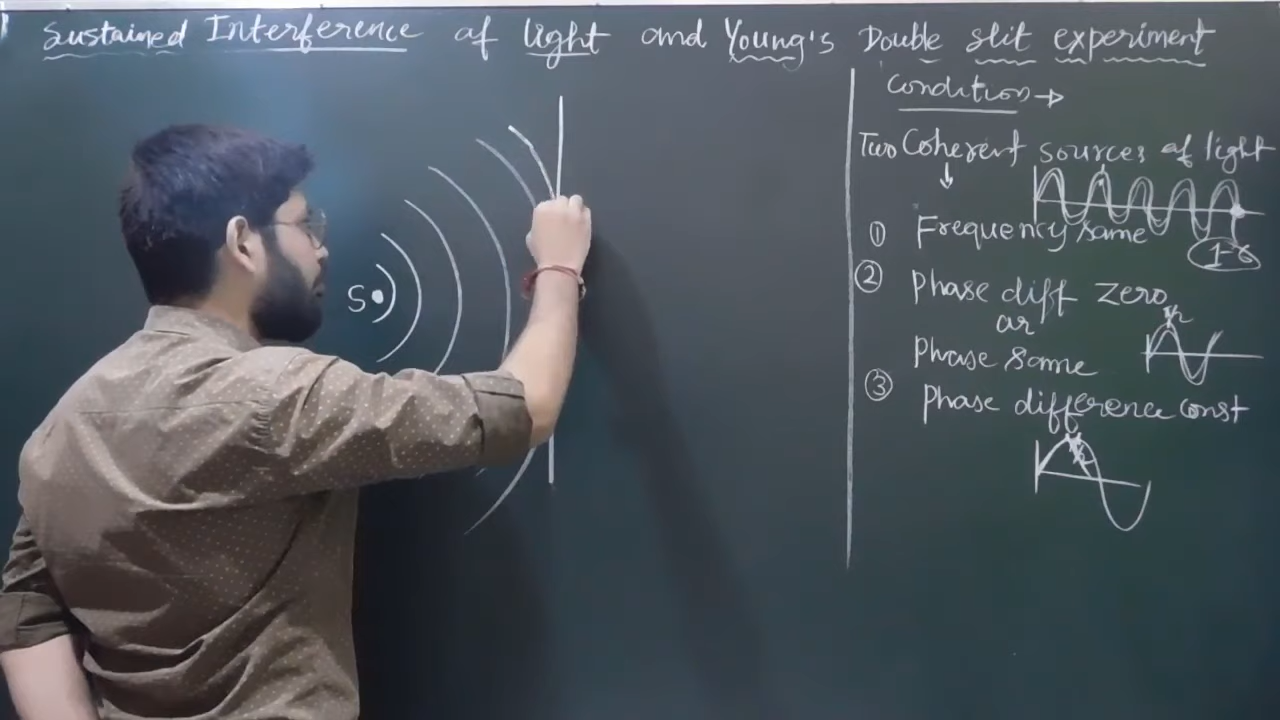 Sustained Interference of light and Young's Double slit experiment
Condition →
Two Coherent sources of light
↓
① Frequency same
② Phase diff zero
or
Phase same
③ Phase difference const
S